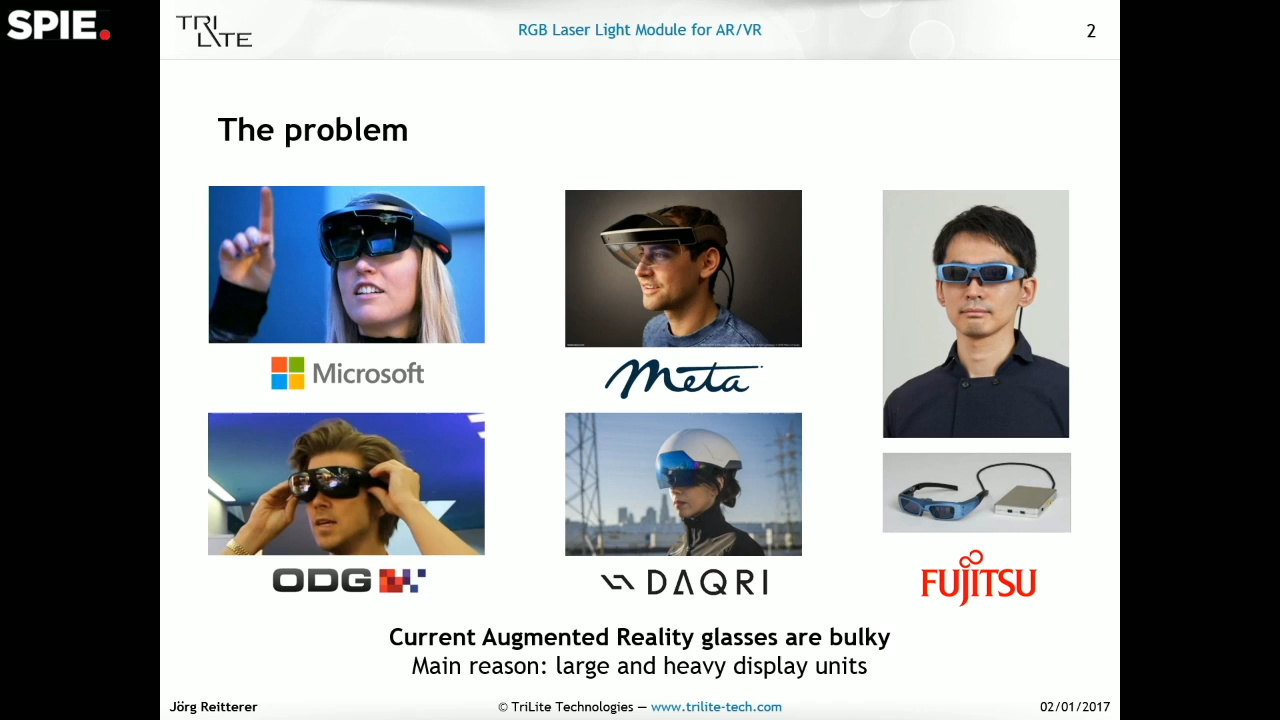 SPIE.
TRI
LITE
RGB Laser Light Module for AR/VR
2
The problem
Microsoft
meta
ODG
DAQRI
FUJITSU
Current Augmented Reality glasses are bulky
Main reason: large and heavy display units
Jörg Reitterer
© TriLite Technologies — www.trilite-tech.com
02/01/2017